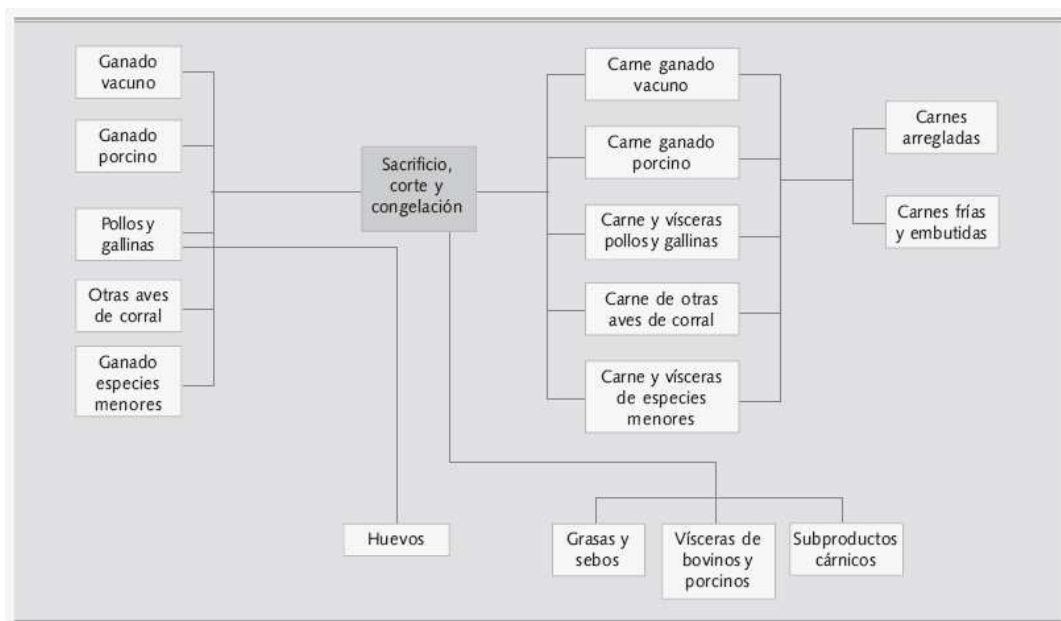 Ganado
vacuno
Ganado
porcino
Pollos y
gallinas
Otras aves
de corral
Ganado
especies
menores
Sacrificio,
corte y
congelación
Carne ganado
vacuno
Carne ganado
porcino
Carne y vísceras
pollos y gallinas
Carne de otras
aves de corral
Carne y vísceras
de especies
menores
Carnes
arregladas
Carnes frías
y embutidas
Huevos
Grasas y
sebos
Vísceras de
bovinos y
porcinos
Subproductos
cárnicos